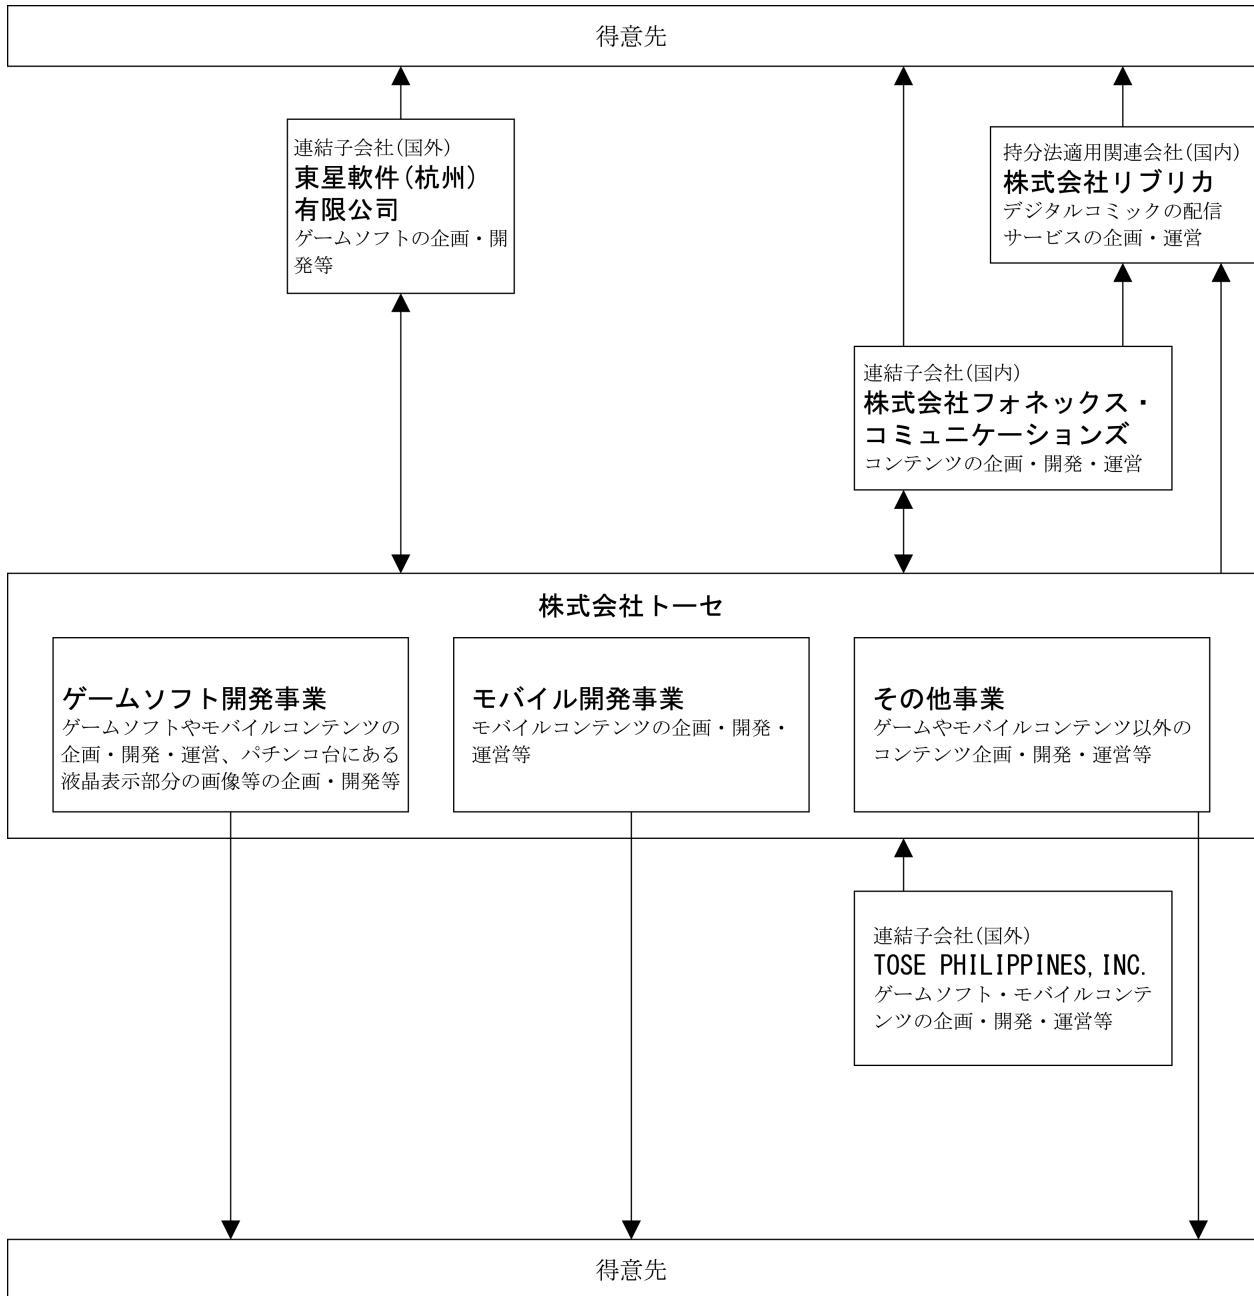 得意先
連結子会社(国外)
東星軟件(杭州)
有限公司
ゲームソフトの企画・開
発等
持分法適用関連会社(国内)
株式会社リブリカ
デジタルコミックの配信
サービスの企画・運営
連結子会社(国内)
株式会社フォネックス・
コミュニケーションズ
コンテンツの企画・開発・運営
株式会社トーセ
ゲームソフト開発事業
ゲームソフトやモバイルコンテンツの
企画・開発・運営、パチンコ台にある
液晶表示部分の画像等の企画・開発等
モバイル開発事業
モバイルコンテンツの企画・開発・
運営等
その他事業
ゲームやモバイルコンテンツ以外の
コンテンツ企画・開発・運営等
連結子会社(国外)
TOSE PHILIPPINES, INC.
ゲームソフト・モバイルコンテ
ンツの企画・開発・運営等
得意先